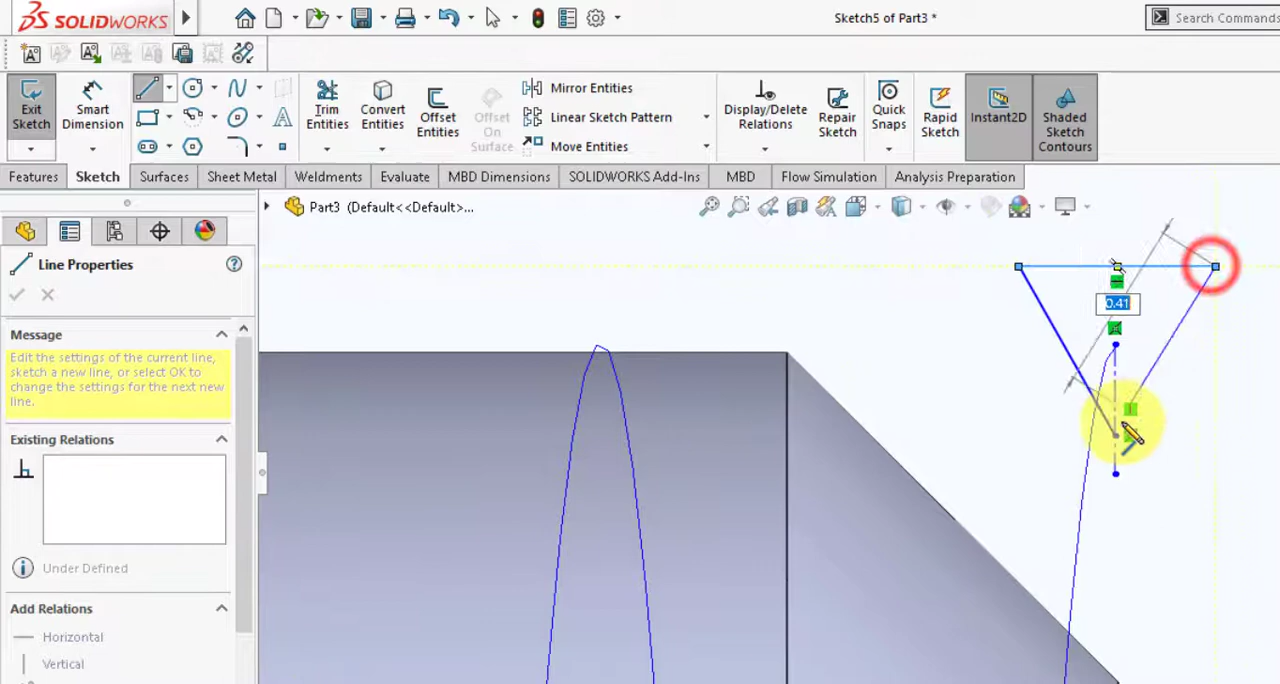 SOLIDWORKS
Sketch5 of Part3 *
Search Commands
Exit Sketch
Smart Dimension
Trim Entities
Convert Entities
Offset Entities
Offset On Surface
Mirror Entities
Linear Sketch Pattern
Move Entities
Display/Delete Relations
Repair Sketch
Quick Snaps
Rapid Sketch
Instant2D
Shaded Sketch Contours
Features
Sketch
Surfaces
Sheet Metal
Weldments
Evaluate
MBD Dimensions
SOLIDWORKS Add-Ins
MBD
Flow Simulation
Analysis Preparation
Part3 (Default<<Default>...
Line Properties
Message
Edit the settings of the current line,
sketch a new line, or select OK to
change the settings for the next new
line.
Existing Relations
Under Defined
Add Relations
Horizontal
Vertical
0.41